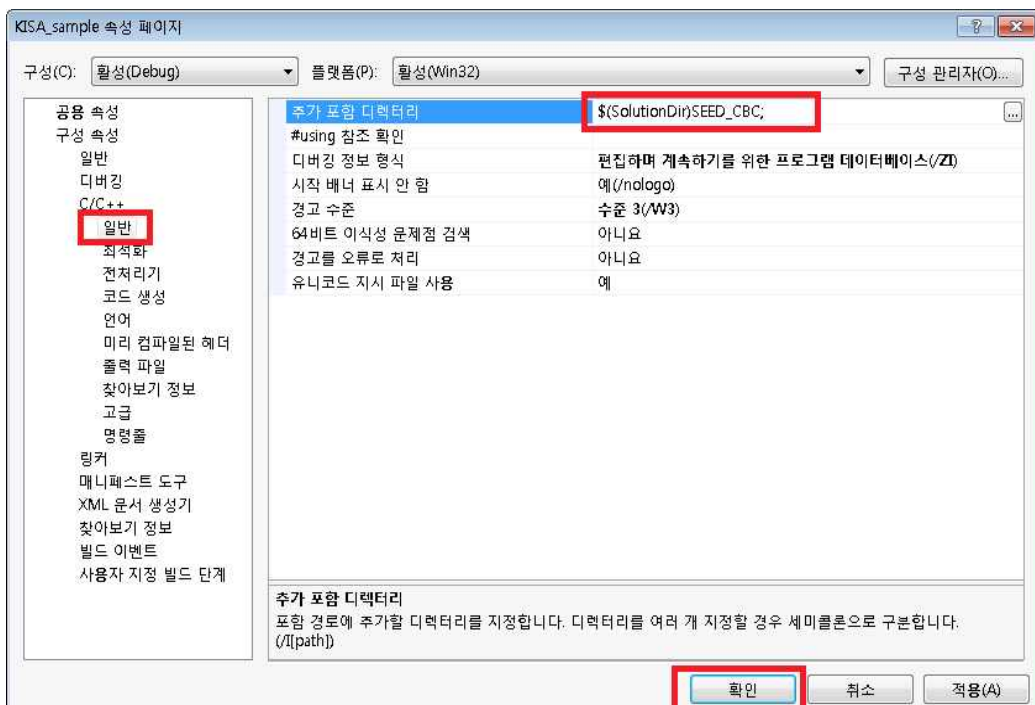 KISA_sample 속성 페이지
구성(C): 활성(Debug) 플랫폼(P): 활성(Win32) 구성 관리자(O)...
공용 속성
구성 속성
일반
디버깅
C/C++
일반
최적화
전처리기
코드 생성
언어
미리 컴파일된 헤더
출력 파일
찾아보기 정보
고급
명령줄
링커
매니페스트 도구
XML 문서 생성기
찾아보기 정보
빌드 이벤트
사용자 지정 빌드 단계
추가 포함 디렉터리 $(SolutionDir)SEED_CBC; ...
#using 참조 확인
디버깅 정보 형식 편집하며 계속하기를 위한 프로그램 데이터베이스(/ZI)
시작 배너 표시 안 함 예(/nologo)
경고 수준 수준 3(/W3)
64비트 이식성 문제점 검색 아니요
경고를 오류로 처리 아니요
유니코드 지시 파일 사용 예
추가 포함 디렉터리
포함 경로에 추가할 디렉터리를 지정합니다. 디렉터리를 여러 개 지정할 경우 세미콜론으로 구분합니다.
(/I[path])
확인 취소 적용(A)